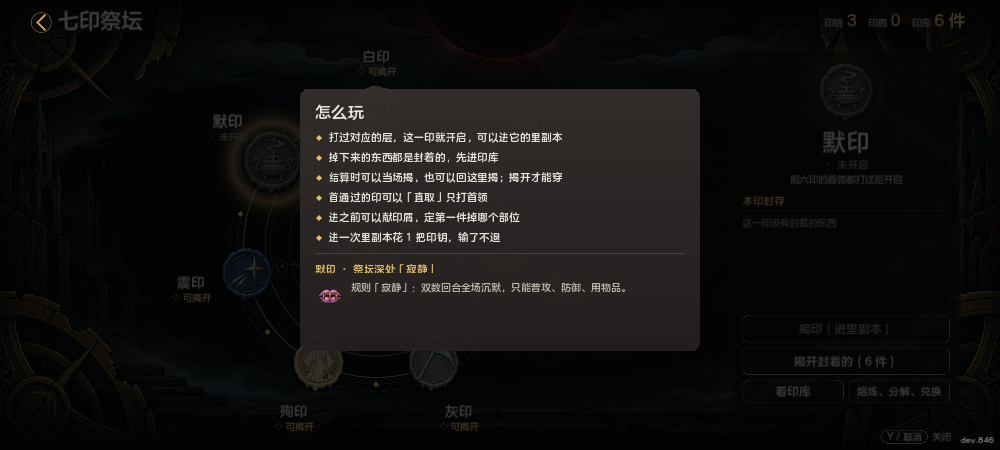 七印祭坛
印钥 3 印屑 0 印库 6 件
白印
◇ 可揭开
默印
· 未开启
震印
◇ 可揭开
殉印
◇ 可揭开
灰印
◇ 可揭开
怎么玩
◆ 打过对应的层，这一印就开启，可以进它的里副本
◆ 掉下来的东西都是封着的，先进印库
◆ 结算时可以当场揭，也可以回这里揭；揭开才能穿
◆ 首通过的印可以「直取」只打首领
◆ 进之前可以献印屑，定第一件掉哪个部位
◆ 进一次里副本花 1 把印钥，输了不退
默印 · 祭坛深处「寂静」
规则「寂静」：双数回合全场沉默，只能普攻、防御、用物品。
默印
· 未开启
前六印的首领都打过后开启
本印封存
这一印没有封着的东西
揭印（进里副本）
揭开封着的（6 件）
看印库
熔炼、分解、兑换
Y / 取消 关闭
dev.846